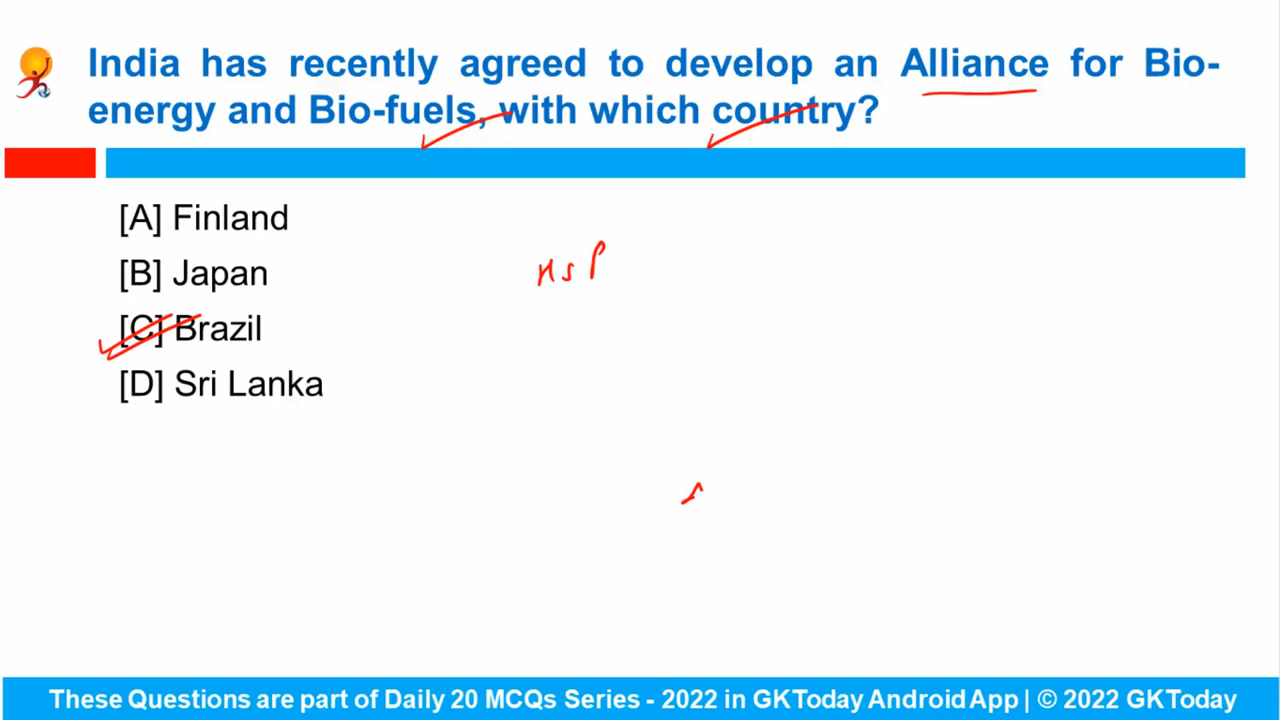 India has recently agreed to develop an Alliance for Bio-
energy and Bio-fuels, with which country?
[A] Finland
[B] Japan
[C] Brazil
[D] Sri Lanka
These Questions are part of Daily 20 MCQs Series - 2022 in GKToday Android App | © 2022 GKToday